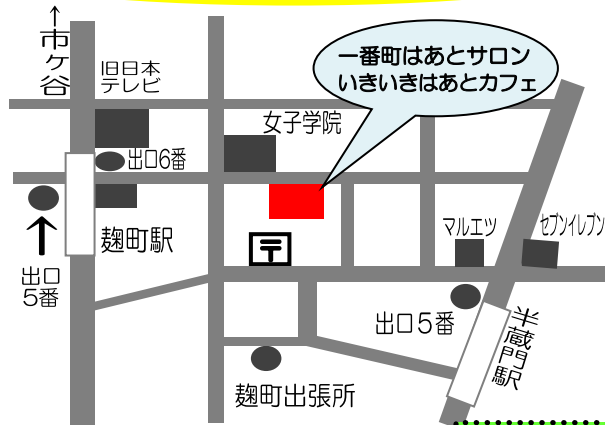 ↑
市ヶ谷
旧日本
テレビ
一番町はあとサロン
いきいきはあとカフェ
女子学院
出口6番
麹町駅
出口
5番
〒
マルエツ
セブンイレブン
出口5番
半蔵門駅
麹町出張所